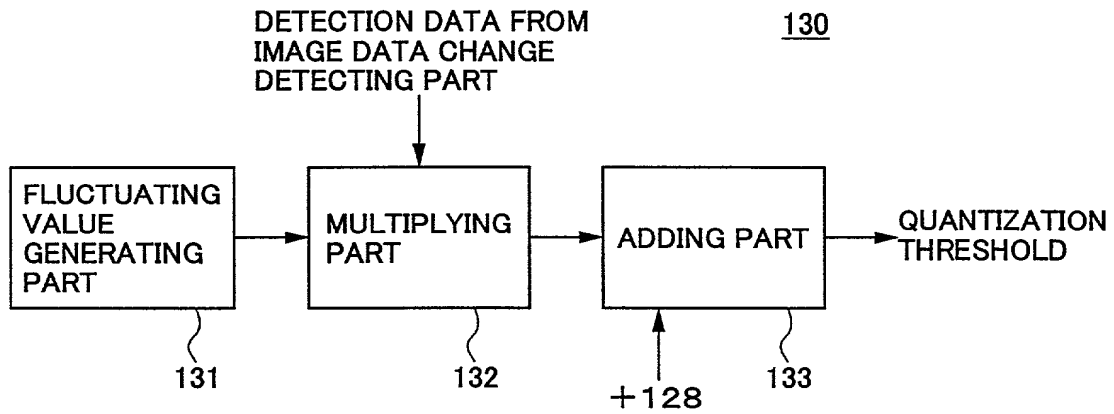 DETECTION DATA FROM
IMAGE DATA CHANGE
DETECTING PART
130
FLUCTUATING
VALUE
GENERATING
PART
MULTIPLYING
PART
ADDING PART
QUANTIZATION
THRESHOLD
131
132
133
+128